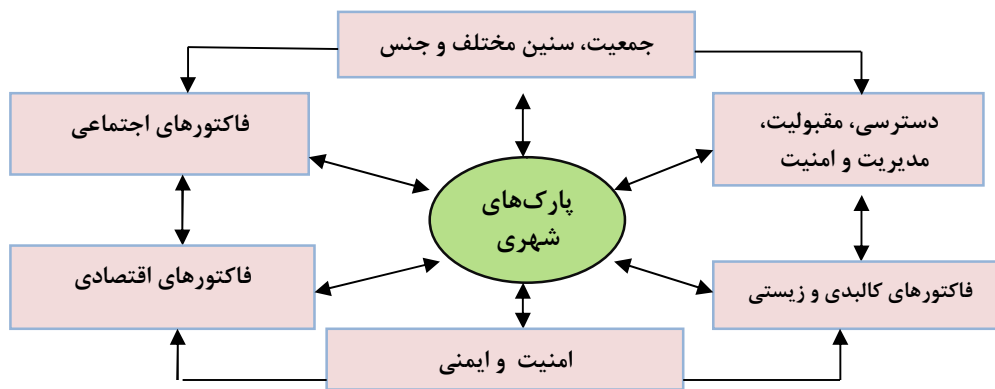 جمعیت، سنین مختلف و جنس
دسترسی، مقبولیت،
مدیریت و امنیت
فاکتورهای اجتماعی
پارک‌های
شهری
فاکتورهای کالبدی و زیستی
فاکتورهای اقتصادی
امنیت و ایمنی